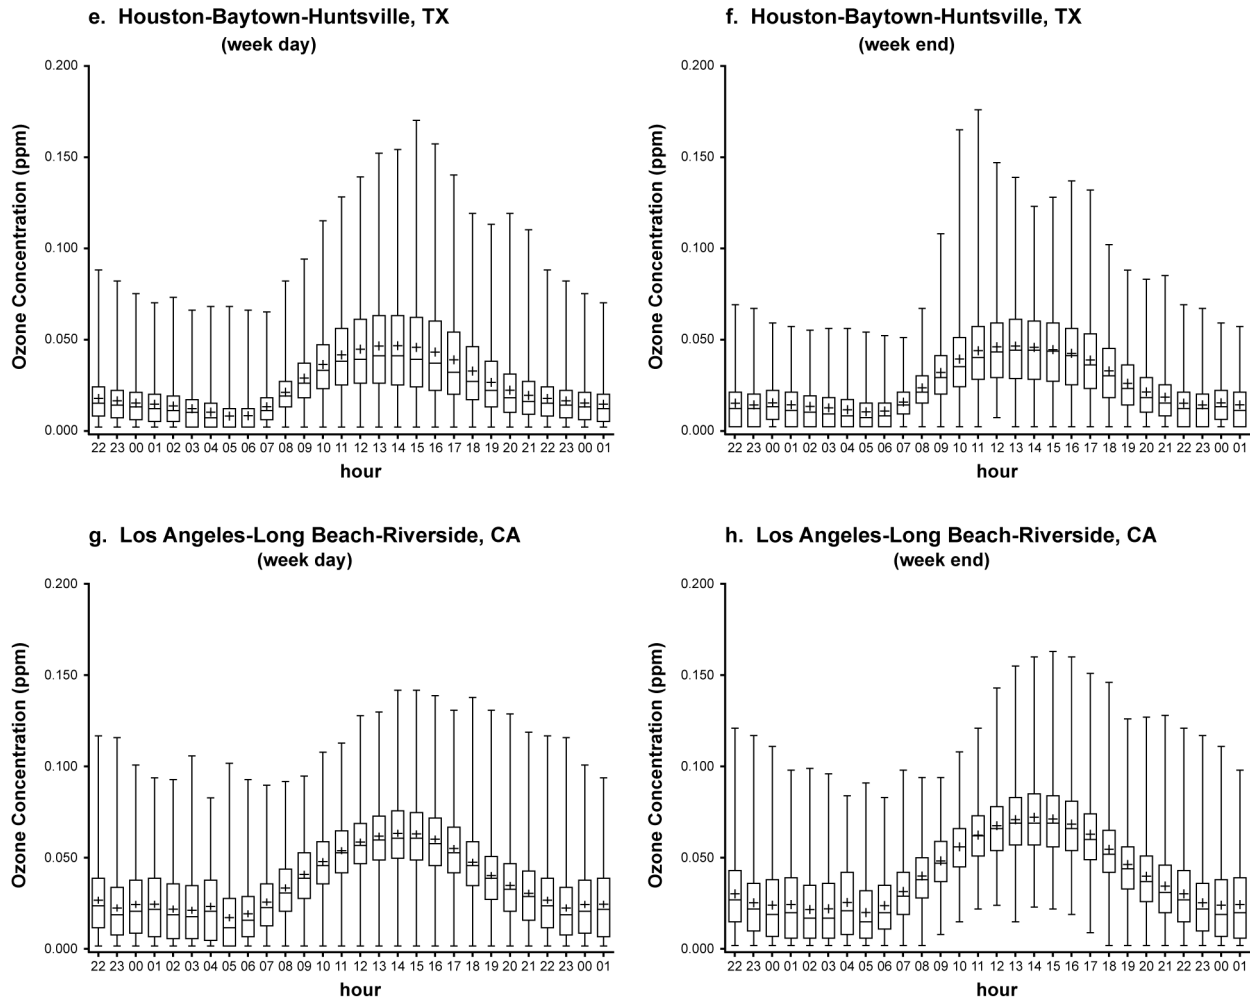 e. Houston-Baytown-Huntsville, TX
(week day)
Ozone Concentration (ppm)
0.200
0.150
0.100
0.050
0.000
22 23 00 01 02 03 04 05 06 07 08 09 10 11 12 13 14 15 16 17 18 19 20 21 22 23 00 01
hour
f. Houston-Baytown-Huntsville, TX
(week end)
Ozone Concentration (ppm)
0.200
0.150
0.100
0.050
0.000
22 23 00 01 02 03 04 05 06 07 08 09 10 11 12 13 14 15 16 17 18 19 20 21 22 23 00 01
hour
g. Los Angeles-Long Beach-Riverside, CA
(week day)
Ozone Concentration (ppm)
0.200
0.150
0.100
0.050
0.000
22 23 00 01 02 03 04 05 06 07 08 09 10 11 12 13 14 15 16 17 18 19 20 21 22 23 00 01
hour
h. Los Angeles-Long Beach-Riverside, CA
(week end)
Ozone Concentration (ppm)
0.200
0.150
0.100
0.050
0.000
22 23 00 01 02 03 04 05 06 07 08 09 10 11 12 13 14 15 16 17 18 19 20 21 22 23 00 01
hour